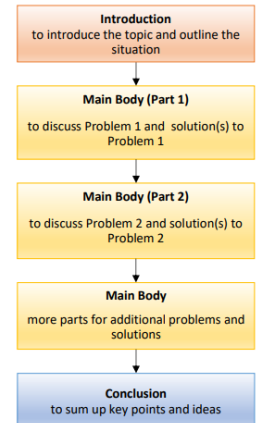 Introduction
to introduce the topic and outline the
situation
Main Body (Part 1)
to discuss Problem 1 and solution(s) to
Problem 1
Main Body (Part 2)
to discuss Problem 2 and solution(s) to
Problem 2
Main Body
more parts for additional problems and
solutions
Conclusion
to sum up key points and ideas